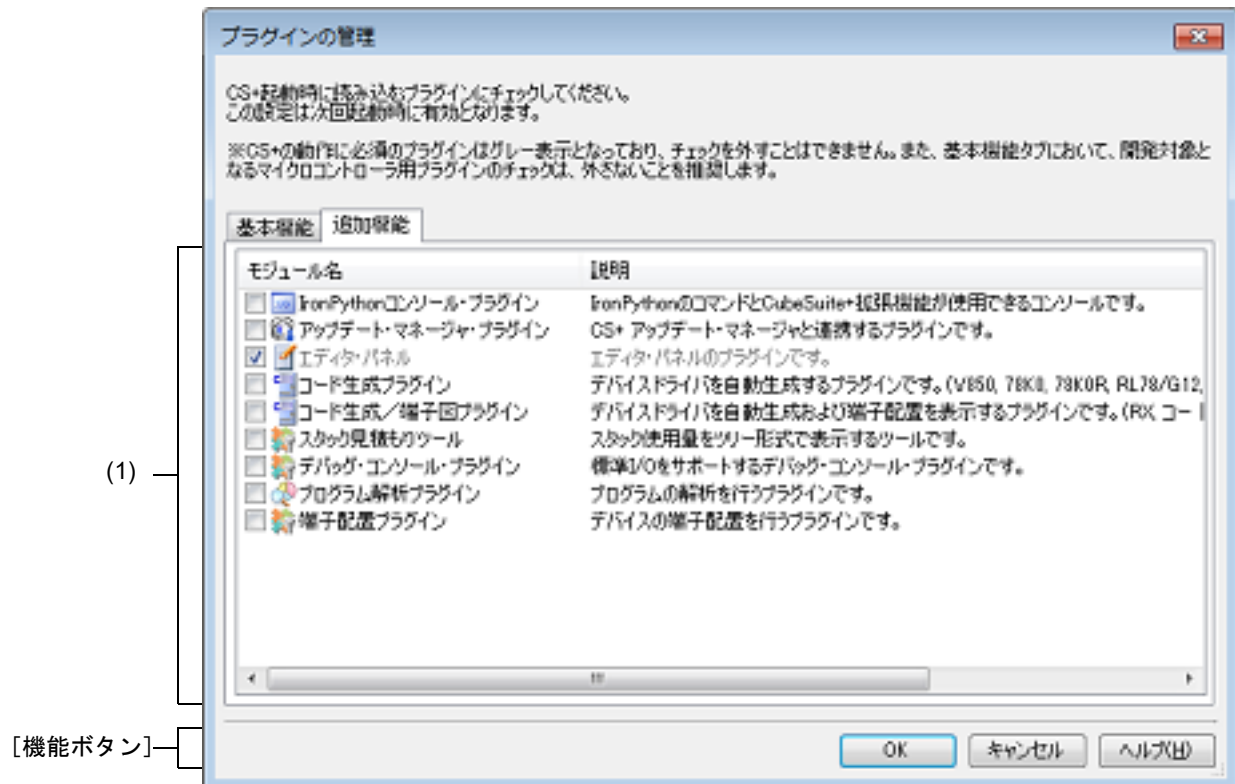 プラグインの管理
CS+起動時に読み込むプラグインにチェックしてください。
この設定は次回起動時に有効となります。
※CS+の動作に必須のプラグインはグレー表示となっており、チェックを外すことはできません。また、基本機能タブにおいて、開発対象と
なるマイクロコントローラ用プラグインのチェックは、外さないことを推奨します。
基本機能 追加機能
モジュール名 説明
IronPythonコンソール・プラグイン IronPythonのコマンドとCubeSuite+拡張機能が使用できるコンソールです。
アップデート・マネージャ・プラグイン CS+ アップデート・マネージャと連携するプラグインです。
エディタ・パネル エディタ・パネルのプラグインです。
コード生成プラグイン デバイスドライバを自動生成するプラグインです。(V850, 78K0, 78K0R, RL78/G12,
コード生成／端子図プラグイン デバイスドライバを自動生成および端子配置を表示するプラグインです。(RX, コード
スタック見積もりツール スタック使用量をツリー形式で表示するツールです。
デバッグ・コンソール・プラグイン 標準I/Oをサポートするデバッグ・コンソール・プラグインです。
プログラム解析プラグイン プログラムの解析を行うプラグインです。
端子配置プラグイン デバイスの端子配置を行うプラグインです。
(1)
[機能ボタン]
OK キャンセル ヘルプ(H)